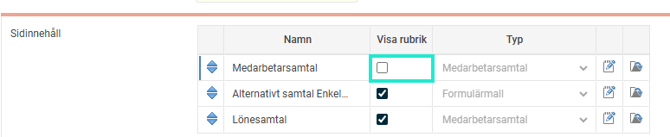 Sidinnehåll
Namn Visa rubrik Typ
Medarbetarsamtal Medarbetarsamtal
Alternativt samtal Enkel... Formulärmall
Lönesamtal Medarbetarsamtal